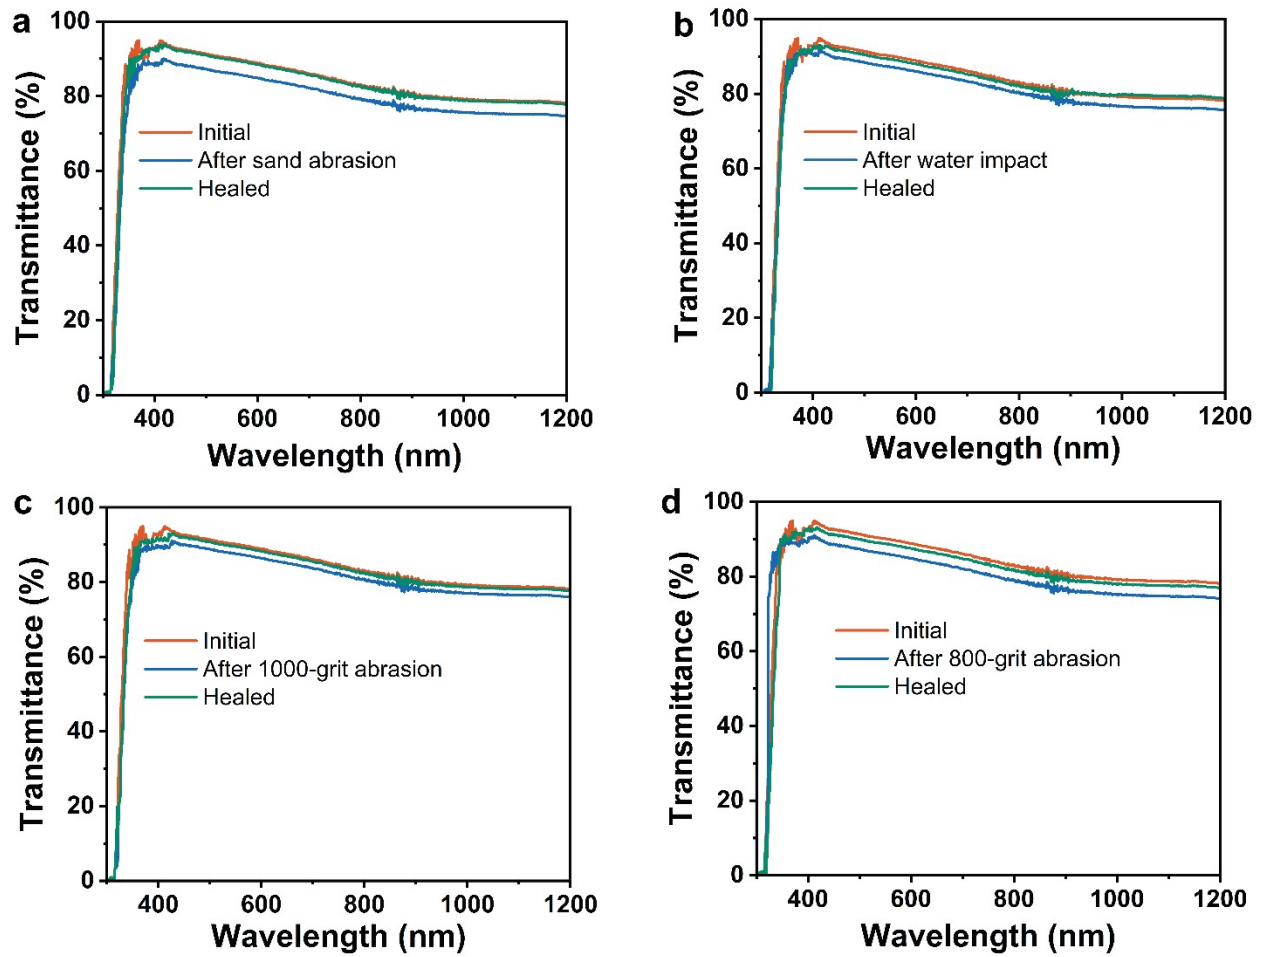 a
100
80
60
40
20
0
Transmittance (%)
Initial
After sand abrasion
Healed
400 600 800 1000 1200
Wavelength (nm)
b
100
80
60
40
20
0
Transmittance (%)
Initial
After water impact
Healed
400 600 800 1000 1200
Wavelength (nm)
c
100
80
60
40
20
0
Transmittance (%)
Initial
After 1000-grit abrasion
Healed
400 600 800 1000 1200
Wavelength (nm)
d
100
80
60
40
20
0
Transmittance (%)
Initial
After 800-grit abrasion
Healed
400 600 800 1000 1200
Wavelength (nm)